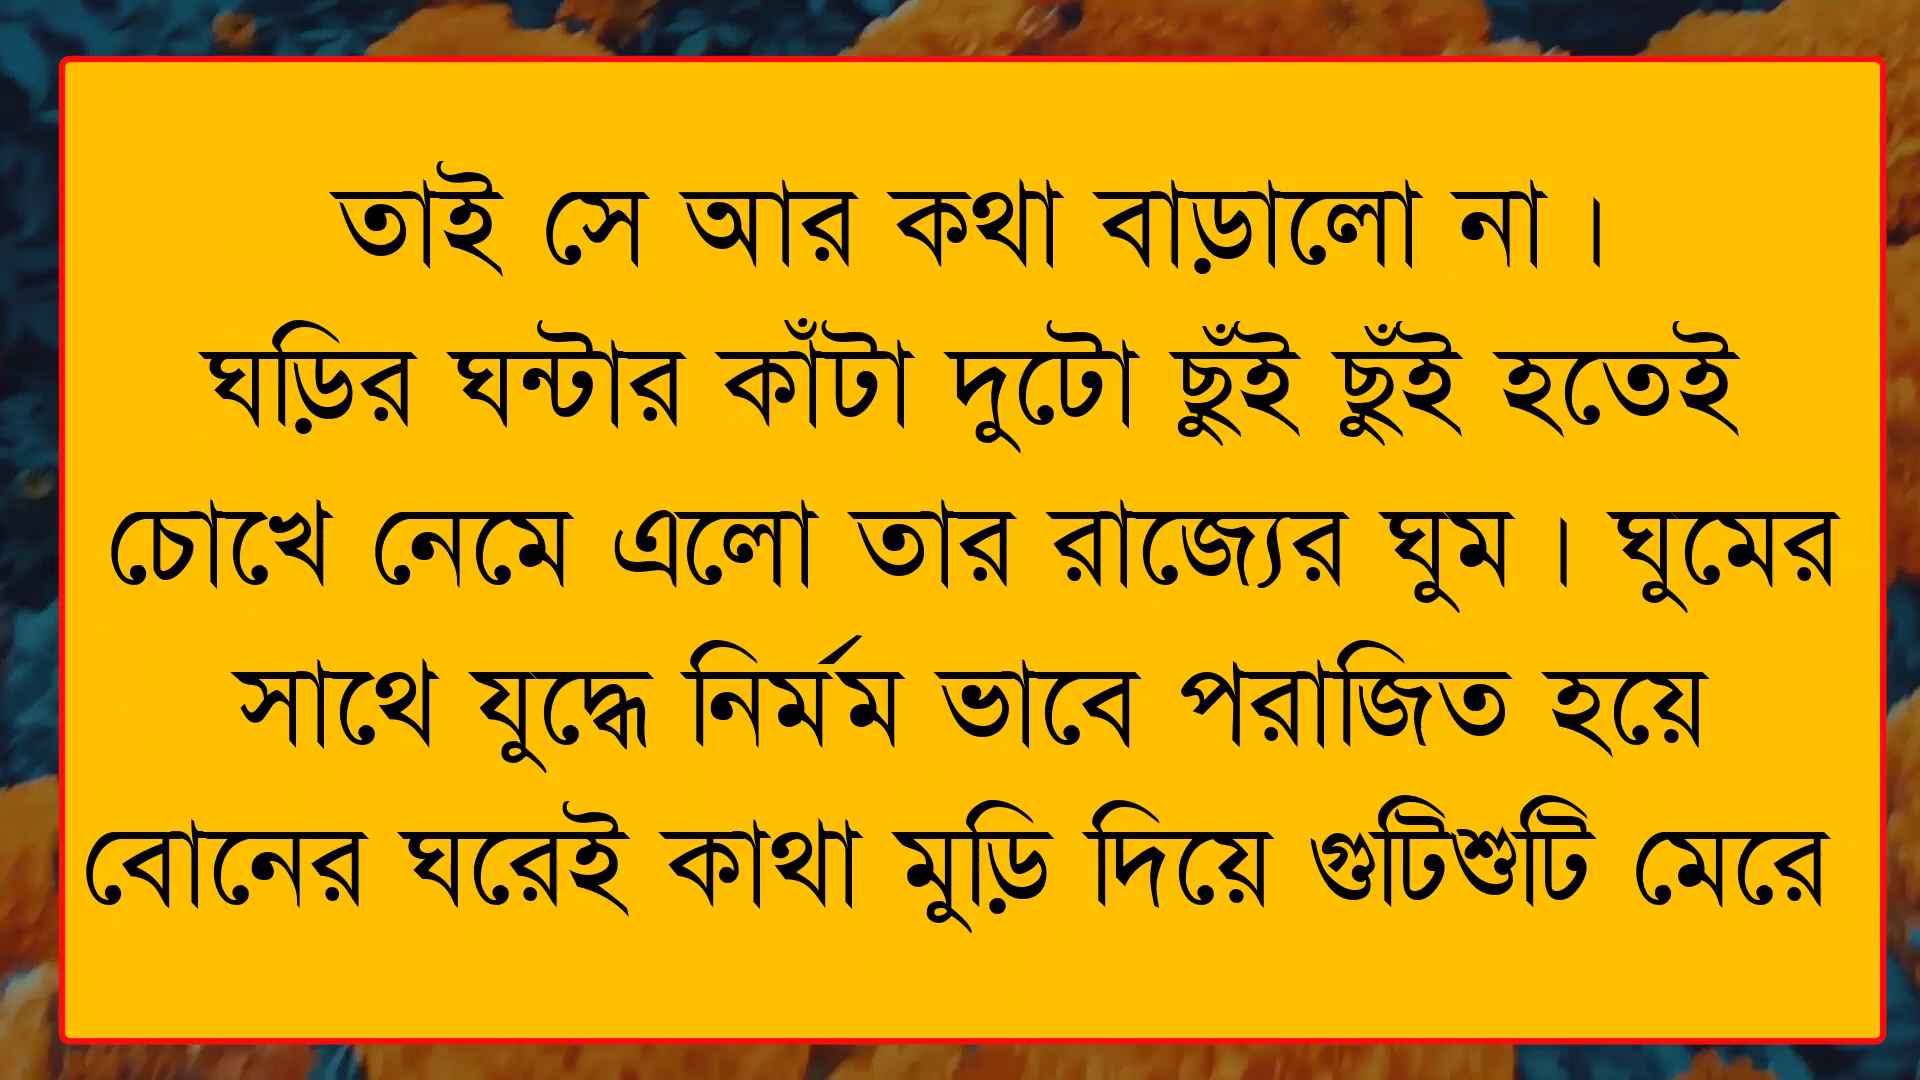 তাই সে আর কথা বাড়ালো না ।
ঘড়ির ঘন্টার কাঁটা দুটো ছুঁই ছুঁই হতেই
চোখে নেমে এলো তার রাজ্যের ঘুম । ঘুমের
সাথে যুদ্ধে নির্মম ভাবে পরাজিত হয়ে
বোনের ঘরেই কাথা মুড়ি দিয়ে গুটিশুটি মেরে